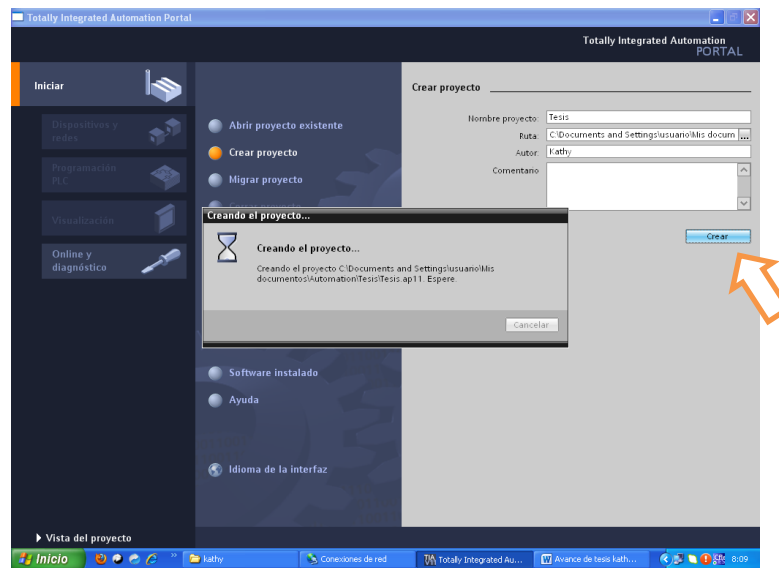 Totally Integrated Automation Portal
Totally Integrated Automation
PORTAL
Iniciar
Dispositivos y
redes
Programación
PLC
Visualización
Online y
diagnóstico
Abrir proyecto existente
Crear proyecto
Migrar proyecto
Cerrar proyecto
Software instalado
Ayuda
Idioma de la interfaz
Crear proyecto
Nombre proyecto: Tesis
Ruta: C:\Documents and Settings\usuario\Mis docum ...
Autor: Kathy
Comentario
Crear
Creando el proyecto...
Creando el proyecto...
Creando el proyecto C:\Documents and Settings\usuario\Mis
documentos\Automation\Tesis\Tesis.ap11. Espere.
Cancelar
Vista del proyecto
Inicio
kathy
Conexiones de red
Totally Integrated Au...
Avance de tesis kath...
8:09